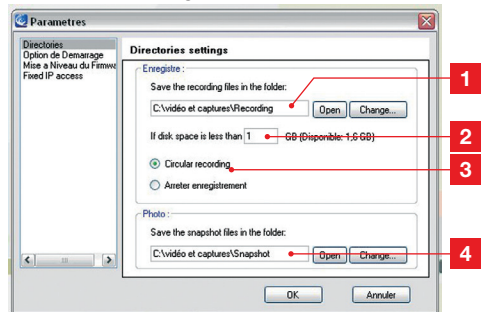 Parametres
Directories
Option de Demarrage
Mise a Niveau du Firmwa
Fixed IP access
Directories settings
Enregistre :
Save the recording files in the folder:
C:\vidéo et captures\Recording
Open
Change...
1
If disk space is less than 1 GB (Disponible: 1,6 GB)
2
Circular recording
3
Arreter enregistrement
Photo :
Save the snapshot files in the folder:
C:\vidéo et captures\Snapshot
Open
Change...
4
OK
Annuler